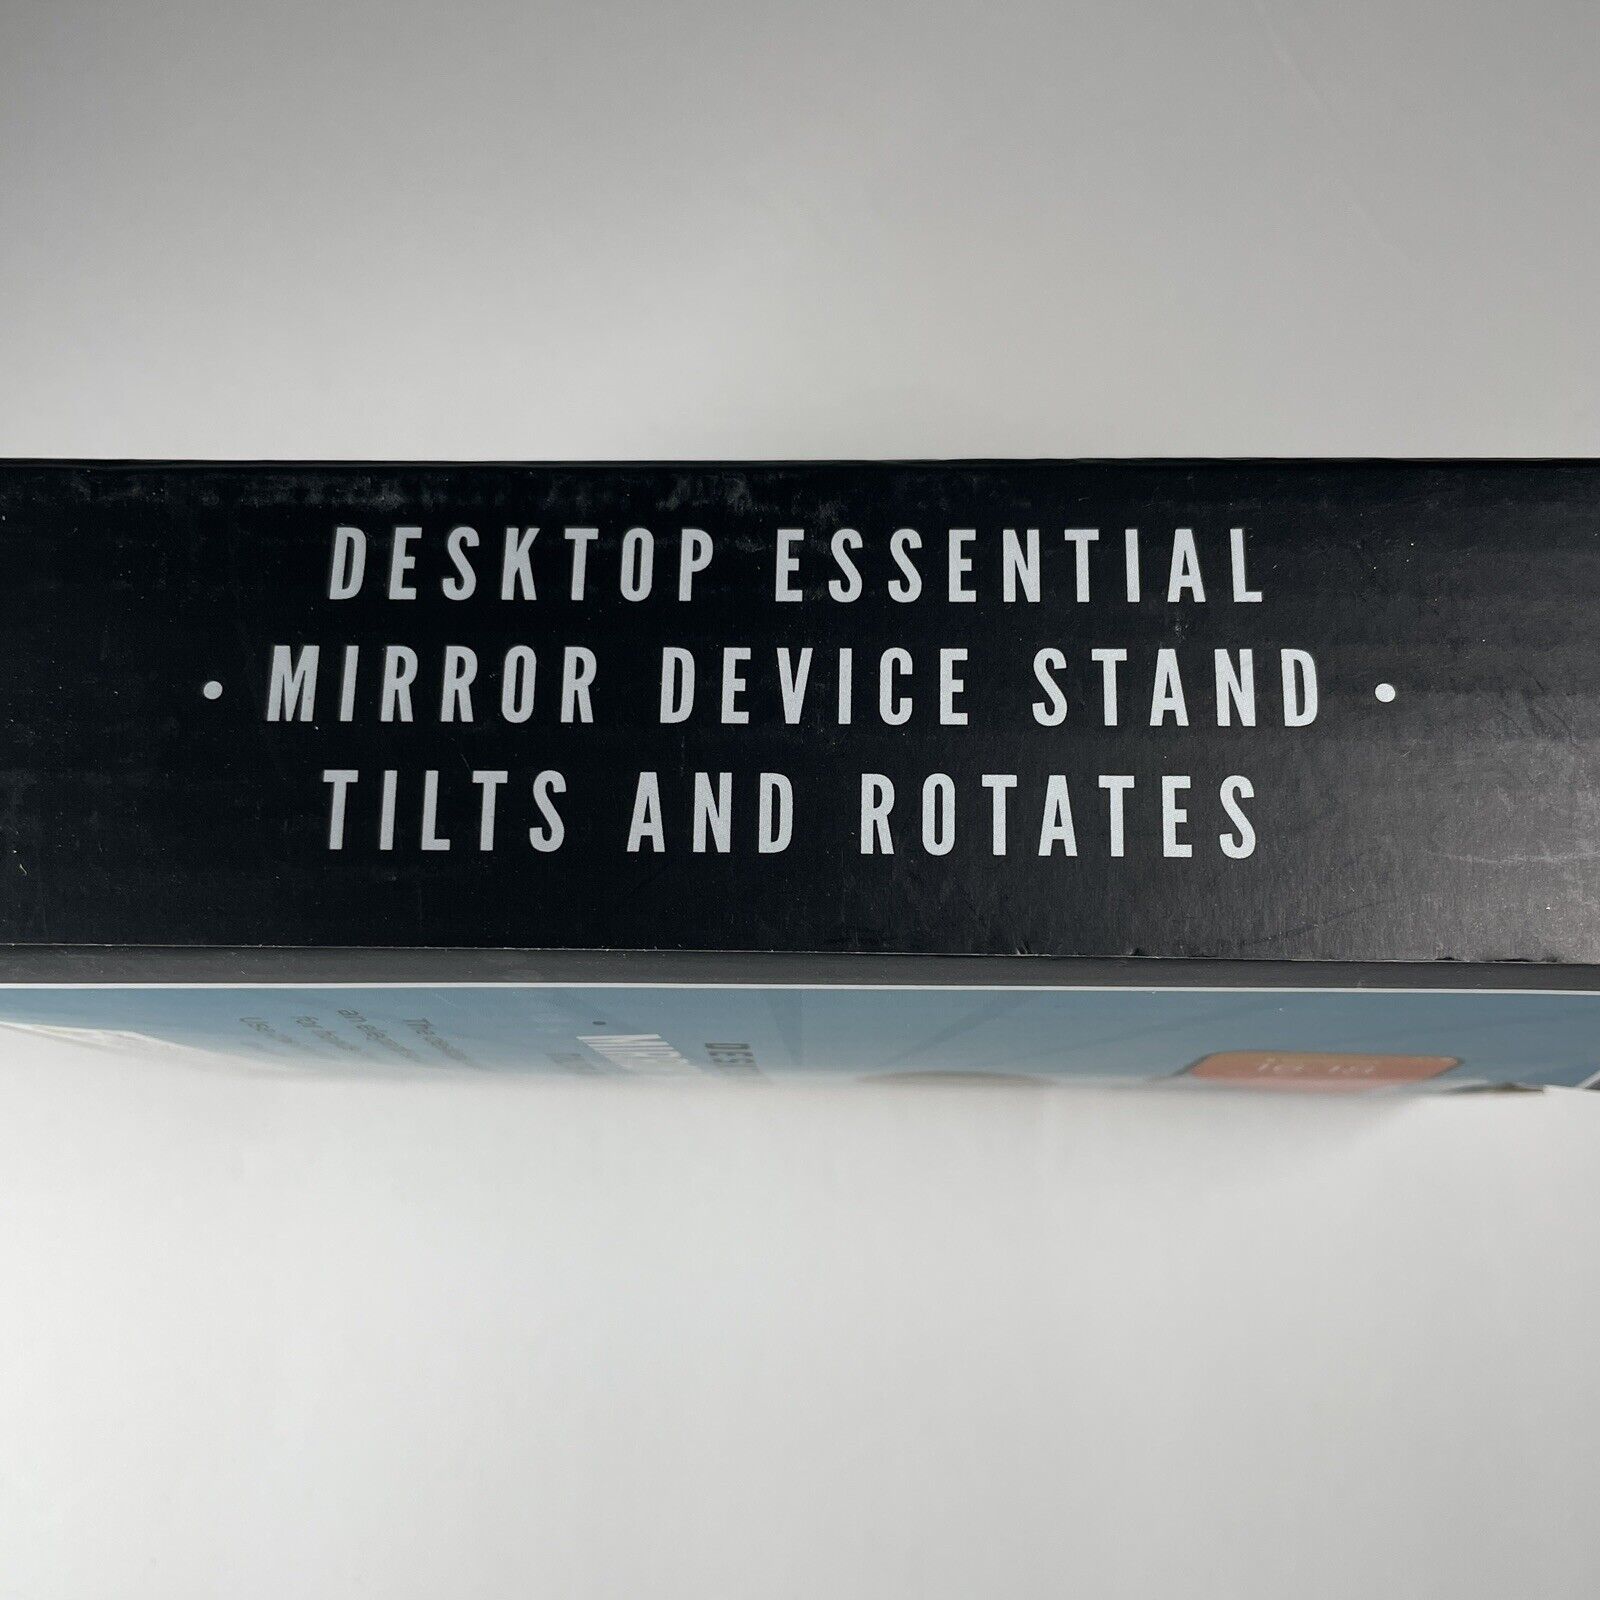 DESKTOP ESSENTIAL
• MIRROR DEVICE STAND •
TILTS AND ROTATES